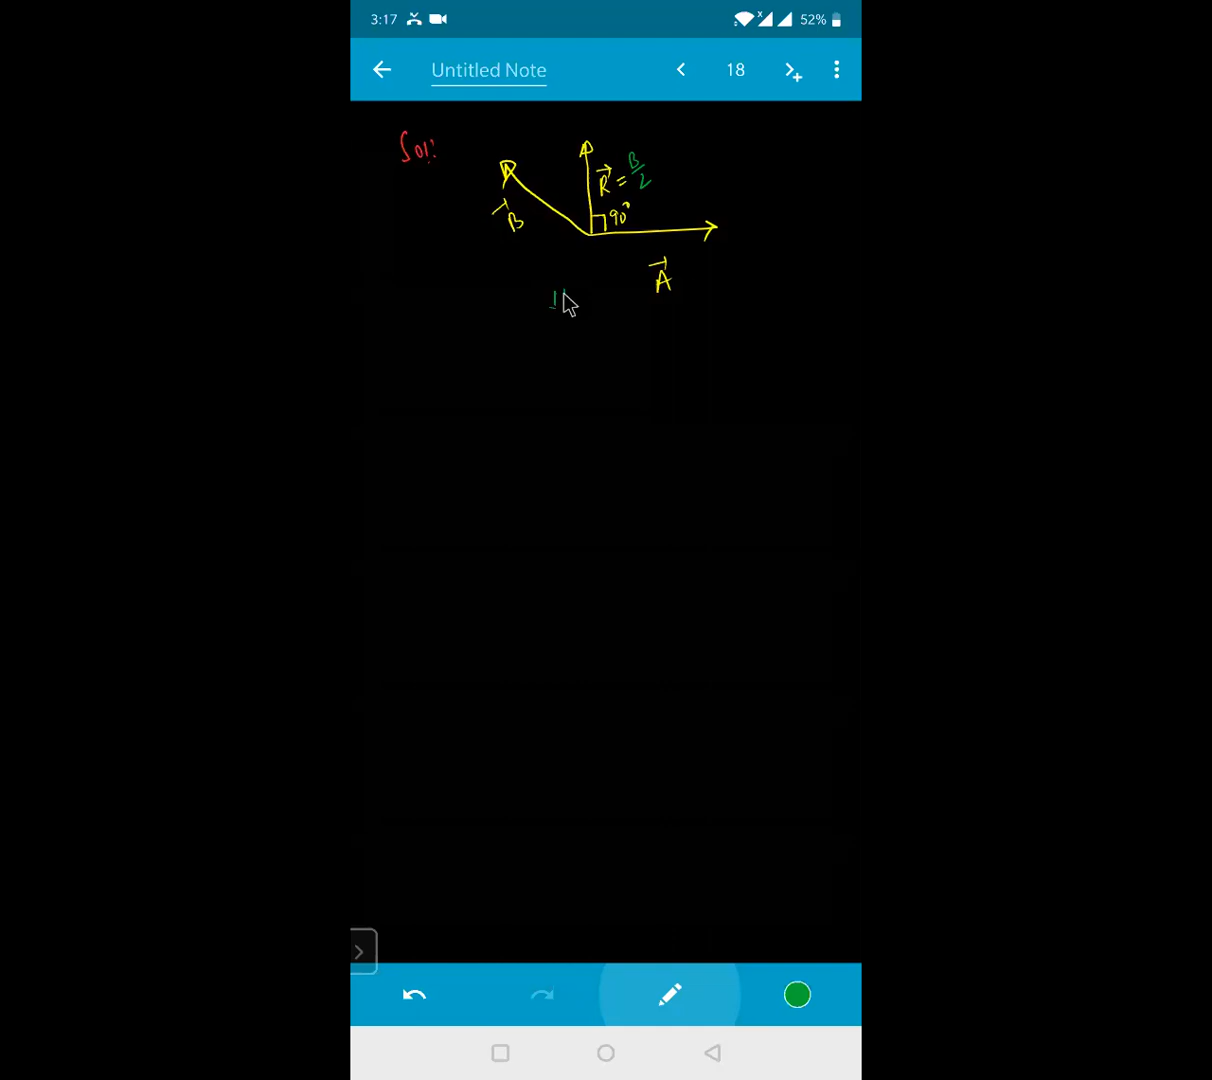 3:17 52%
Untitled Note 18
Sol:
R⃗ = B/2
90°
B⃗
A⃗